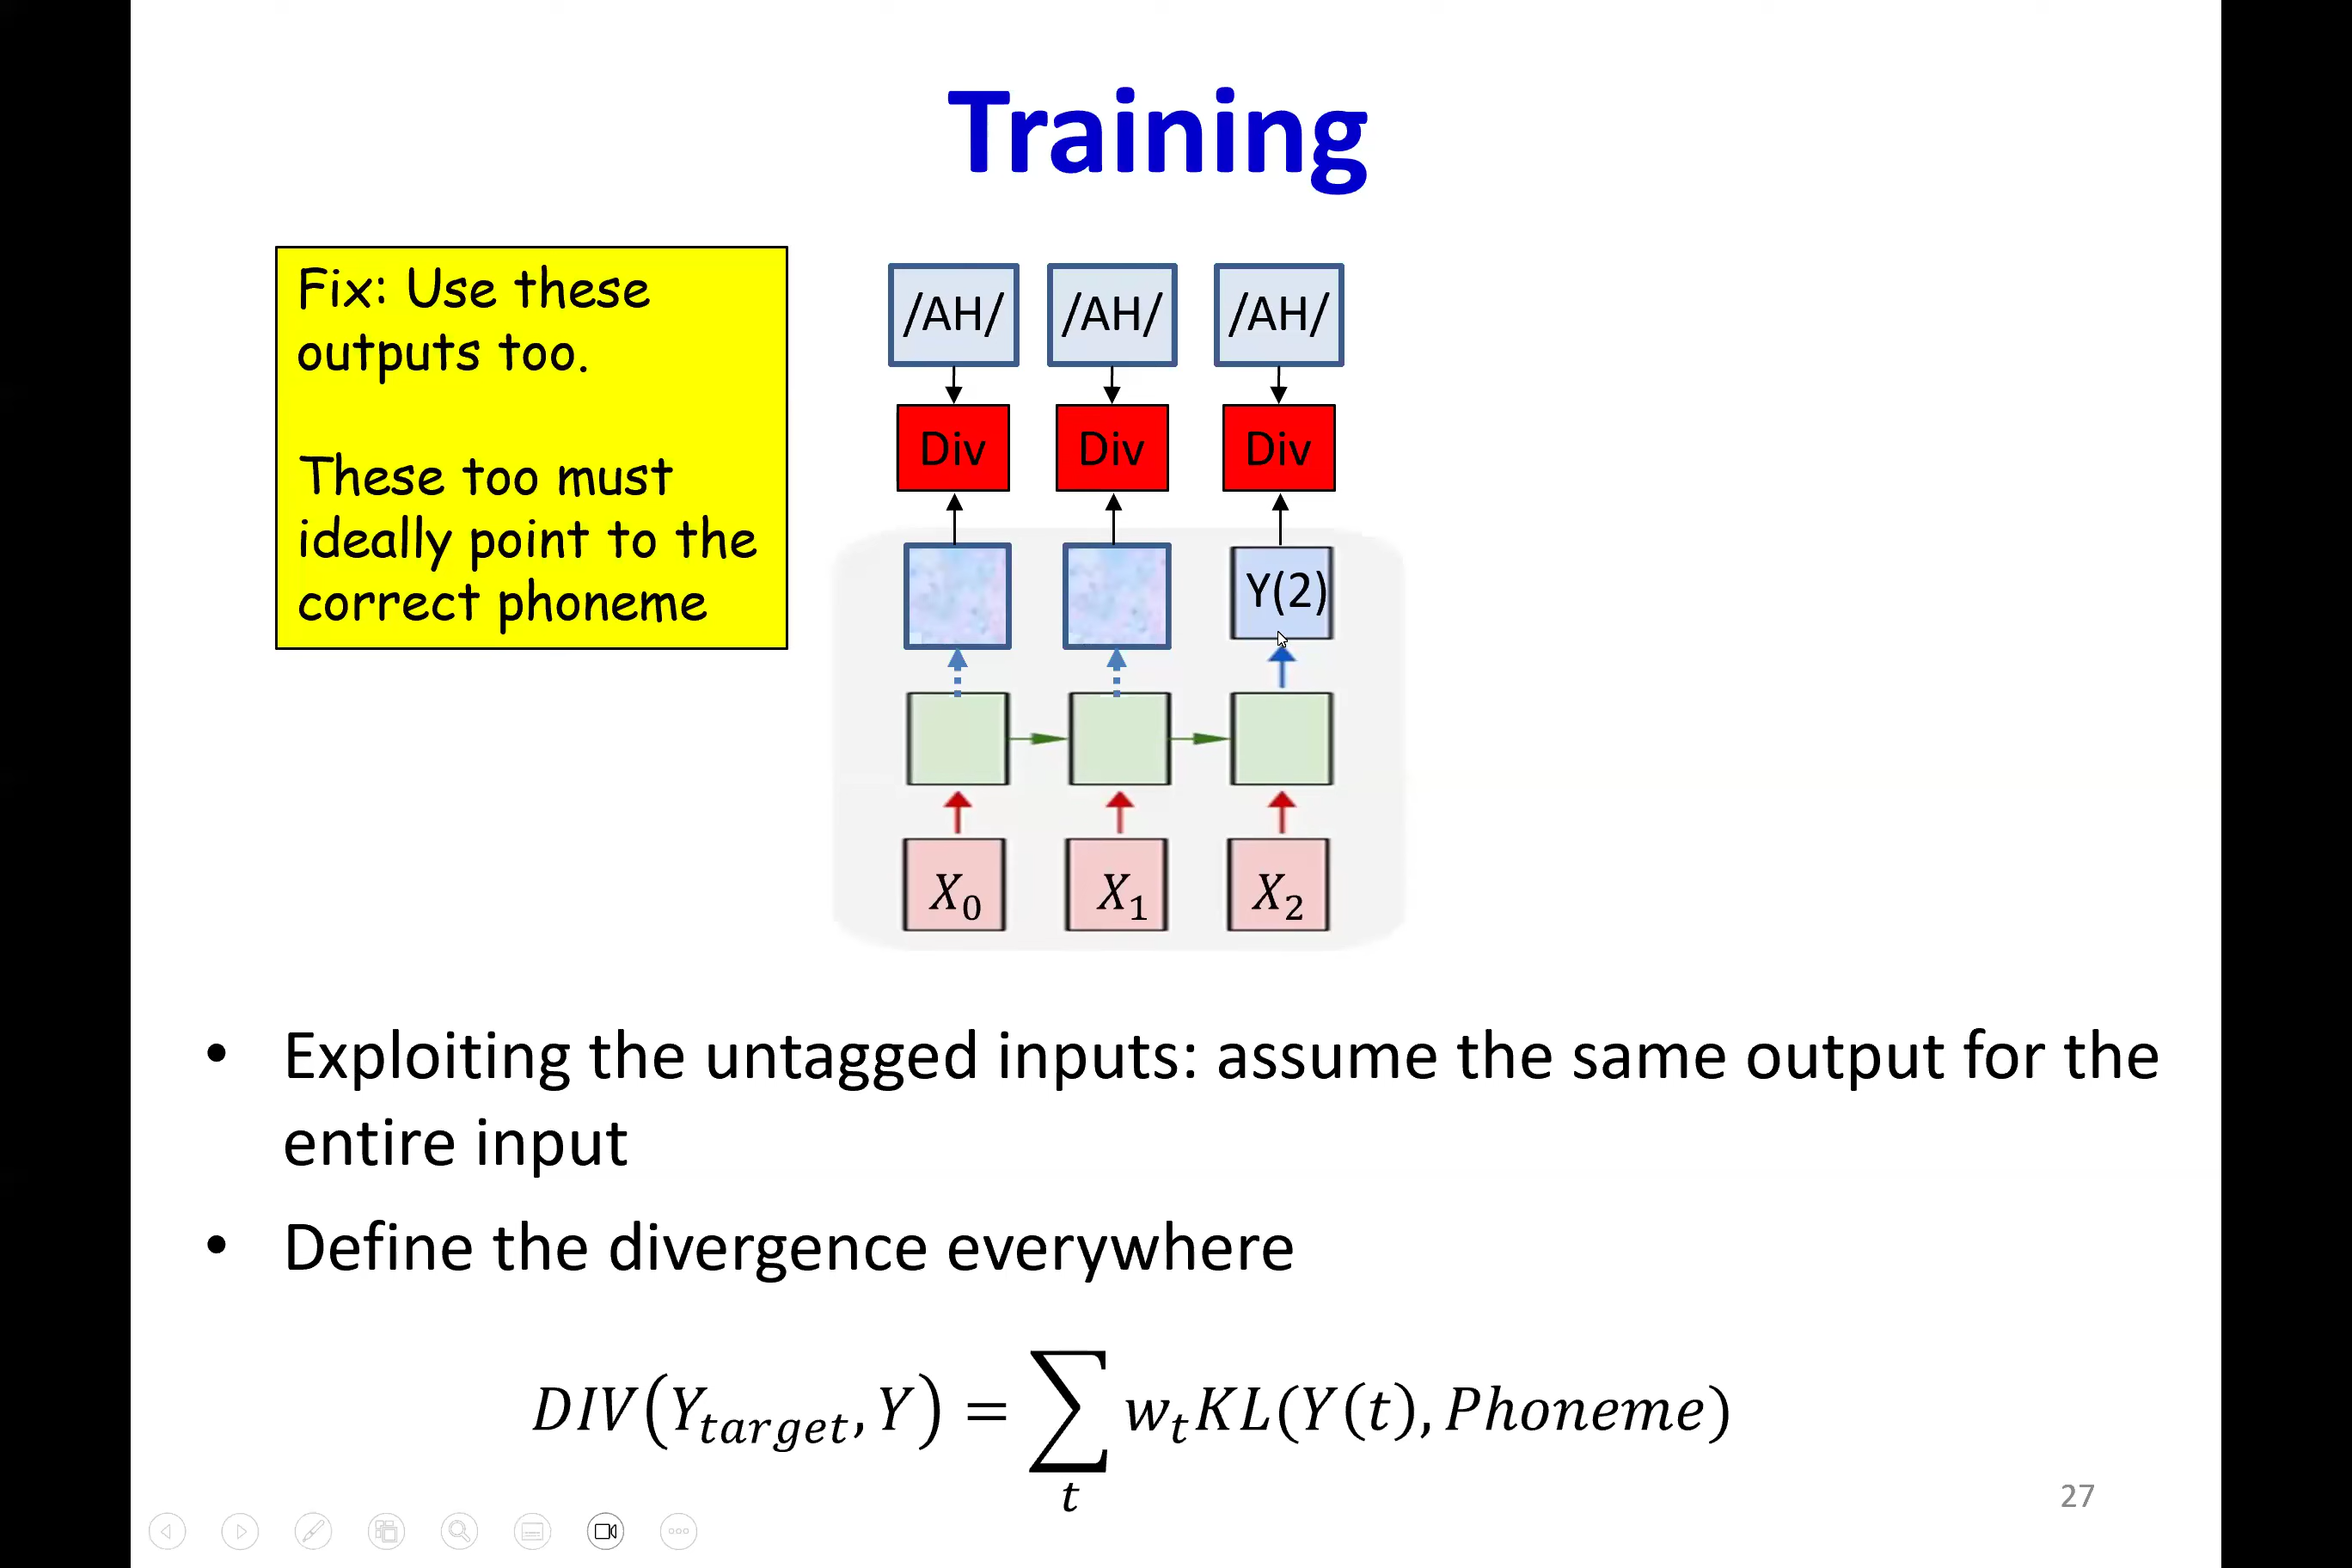 Training
Fix: Use these
outputs too.
These too must
ideally point to the
correct phoneme
/AH/ /AH/ /AH/
Div Div Div
Y(2)
X₀ X₁ X₂
• Exploiting the untagged inputs: assume the same output for the
entire input
• Define the divergence everywhere
DIV(Y_target, Y) = ∑_t w_t KL(Y(t), Phoneme)
27